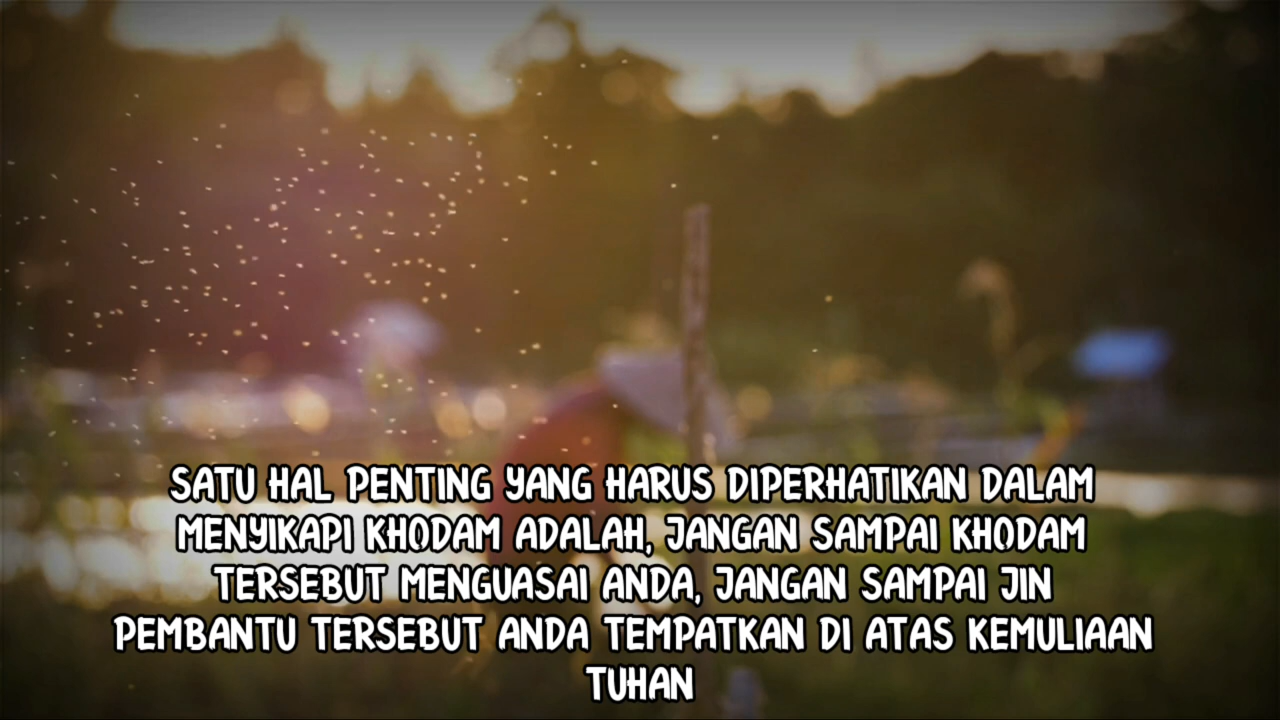 SATU HAL PENTING YANG HARUS DIPERHATIKAN DALAM
MENYIKAPI KHODAM ADALAH, JANGAN SAMPAI KHODAM
TERSEBUT MENGUASAI ANDA, JANGAN SAMPAI JIN
PEMBANTU TERSEBUT ANDA TEMPATKAN DI ATAS KEMULIAAN
TUHAN